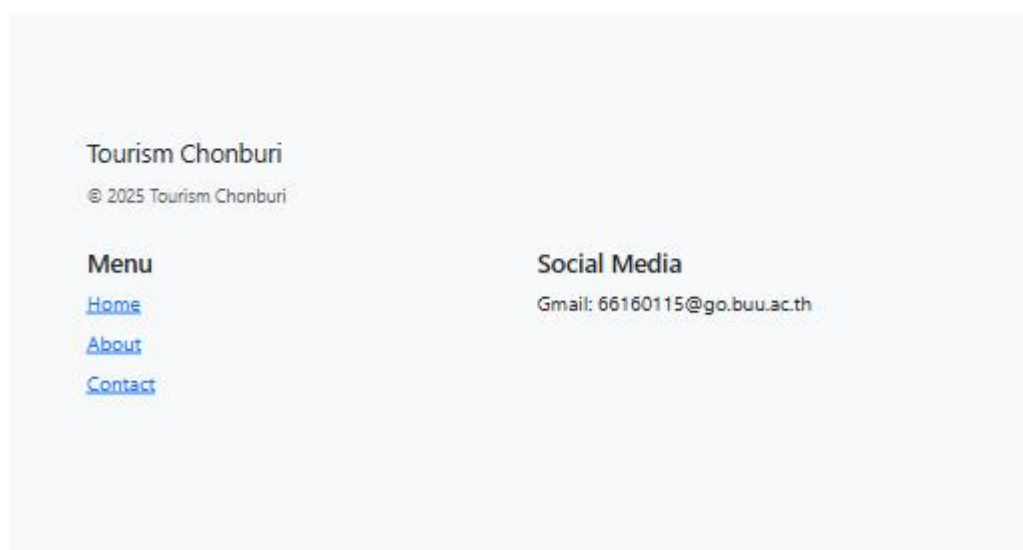 Tourism Chonburi
© 2025 Tourism Chonburi
Menu
Home
About
Contact
Social Media
Gmail: 66160115@go.buu.ac.th